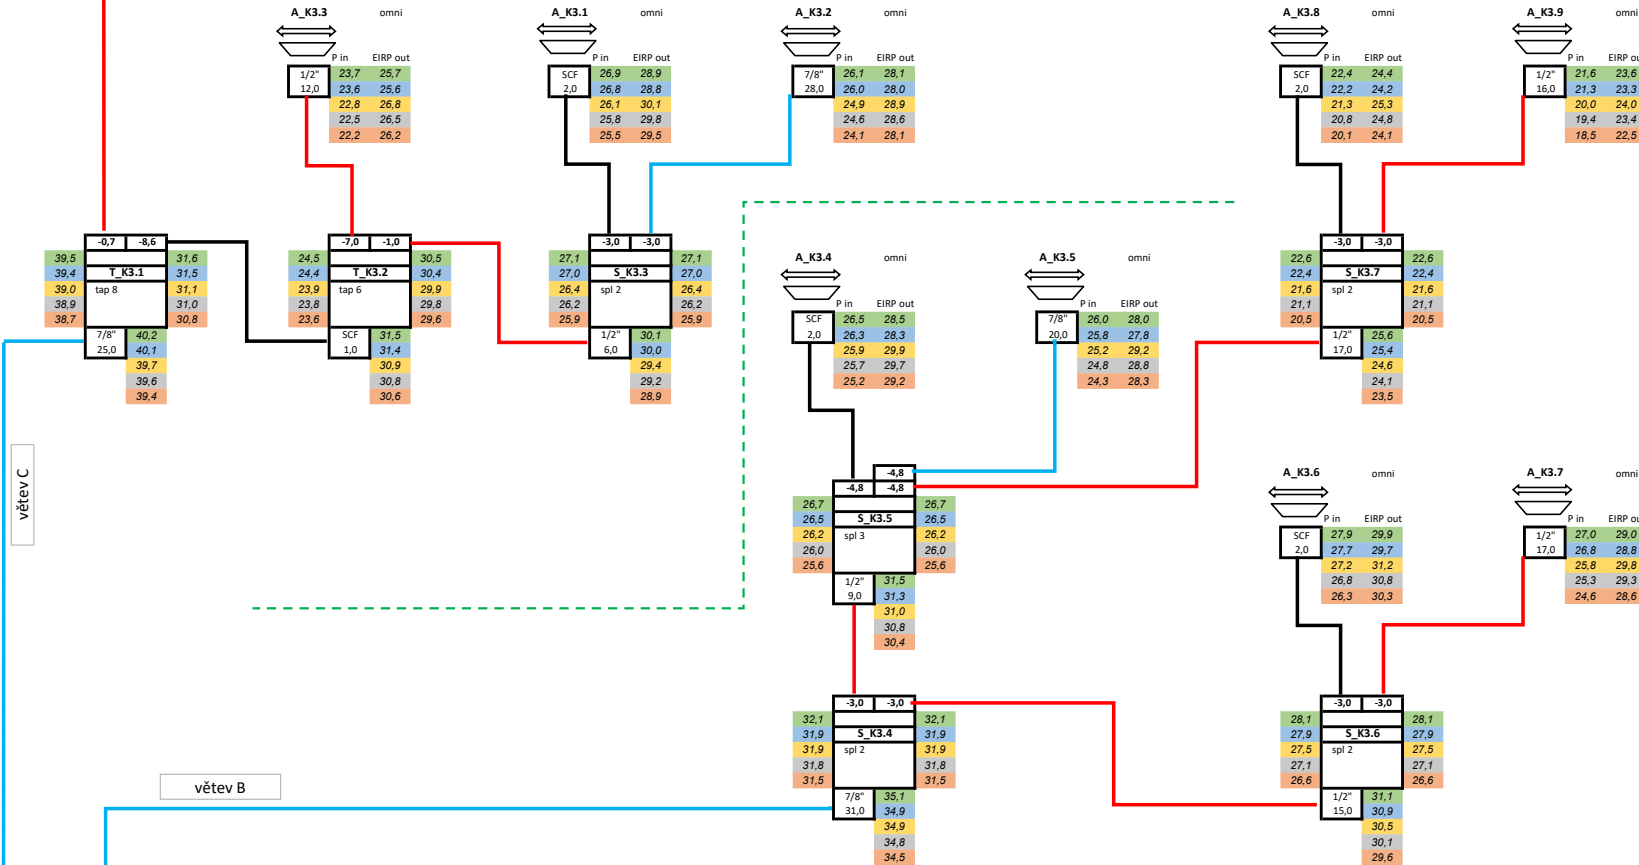 A_K3.3 omni
P in EIRP out
1/2" 23,7 25,7
12,0 23,6 25,6
22,8 26,8
22,5 26,5
22,2 26,2
A_K3.1 omni
P in EIRP out
SCF 26,9 28,9
2,0 26,8 28,8
26,1 30,1
25,8 29,8
25,5 29,5
A_K3.2 omni
P in EIRP out
7/8" 26,1 28,1
28,0 26,0 28,0
24,9 28,9
24,6 28,6
24,1 28,1
A_K3.8 omni
P in EIRP out
SCF 22,4 24,4
2,0 22,2 24,2
21,3 25,3
20,8 24,8
20,1 24,1
A_K3.9 omni
P in EIRP ou
1/2" 21,6 23,6
16,0 21,3 23,3
20,0 24,0
19,4 23,4
18,5 22,5
-0,7 -8,6
39,5 31,6
39,4 T_K3.1 31,5
39,0 tap 8 31,1
38,9 31,0
38,7 30,8
7/8" 40,2
25,0 40,1
39,7
39,6
39,4
-7,0 -1,0
24,5 30,5
24,4 T_K3.2 30,4
23,9 tap 6 29,9
23,8 29,8
23,6 29,6
SCF 31,5
1,0 31,4
30,9
30,8
30,6
-3,0 -3,0
27,1 27,1
27,0 S_K3.3 27,0
26,4 spl 2 26,4
26,2 26,2
25,9 25,9
1/2" 30,1
6,0 30,0
29,4
29,2
28,9
A_K3.4 omni
P in EIRP out
SCF 26,5 28,5
2,0 26,3 28,3
25,9 29,9
25,7 29,7
25,2 29,2
A_K3.5 omni
P in EIRP out
7/8" 26,0 28,0
20,0 25,8 27,8
25,2 29,2
24,8 28,8
24,3 28,3
-3,0 -3,0
22,6 22,6
22,4 S_K3.7 22,4
21,6 spl 2 21,6
21,1 21,1
20,5 20,5
1/2" 25,6
17,0 25,4
24,6
24,1
23,5
větev C
-4,8
-4,8 -4,8
26,7 26,7
26,5 S_K3.5 26,5
26,2 spl 3 26,2
26,0 26,0
25,6 25,6
1/2" 31,5
9,0 31,3
31,0
30,8
30,4
A_K3.6 omni
P in EIRP out
SCF 27,9 29,9
2,0 27,7 29,7
27,2 31,2
26,8 30,8
26,3 30,3
A_K3.7 omni
P in EIRP ou
1/2" 27,0 29,0
17,0 26,8 28,8
25,8 29,8
25,3 29,3
24,6 28,6
-3,0 -3,0
32,1 32,1
31,9 S_K3.4 31,9
31,9 spl 2 31,9
31,8 31,8
31,5 31,5
7/8" 35,1
31,0 34,9
34,9
34,8
34,5
-3,0 -3,0
28,1 28,1
27,9 S_K3.6 27,9
27,5 spl 2 27,5
27,1 27,1
26,6 26,6
1/2" 31,1
15,0 30,9
30,5
30,1
29,6
větev B